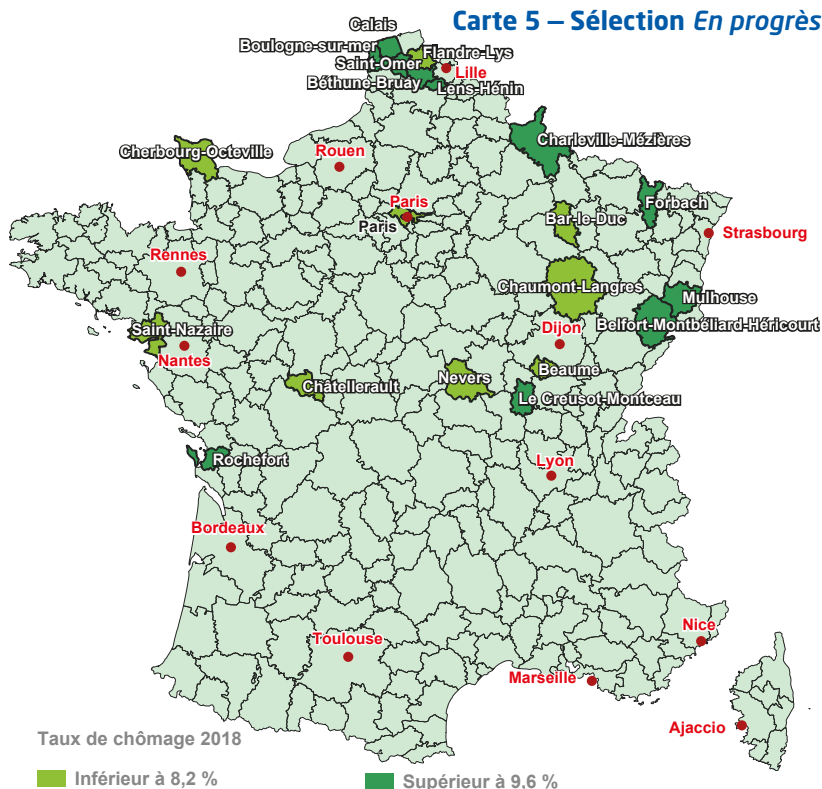 Carte 5 – Sélection En progrès
Calais
Boulogne-sur-mer
Flandre-Lys
Saint-Omer
Lille
Béthune-Bruay
Lens-Hénin
Charleville-Mézières
Cherbourg-Octeville
Rouen
Forbach
Paris
Bar-le-Duc
Paris
Strasbourg
Rennes
Chaumont-Langres
Mulhouse
Saint-Nazaire
Dijon
Belfort-Montbéliard-Héricourt
Nantes
Beaume
Nevers
Châtellerault
Le Creusot-Montceau
Rochefort
Lyon
Bordeaux
Nice
Toulouse
Marseille
Ajaccio
Taux de chômage 2018
Inférieur à 8,2 %
Supérieur à 9,6 %